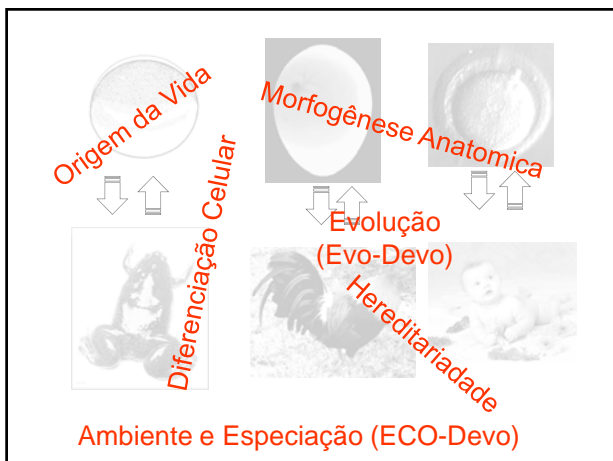 Origem da Vida
Morfogênese Anatomica
Diferenciação Celular
Evolução
(Evo-Devo)
Hereditariadade
Ambiente e Especiação (ECO-Devo)